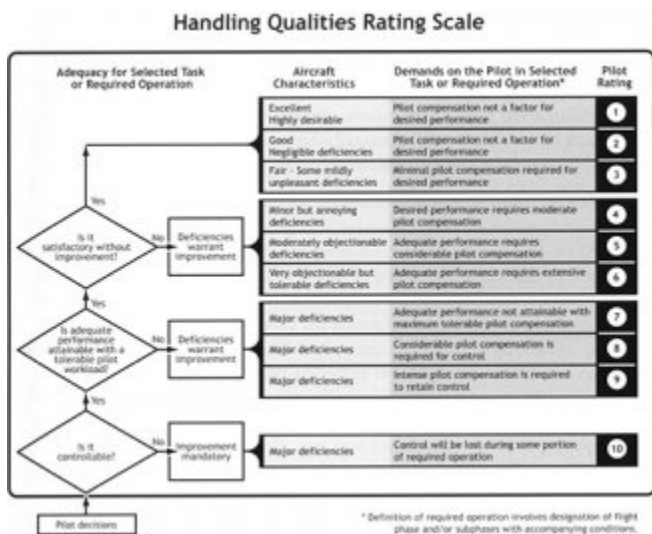 Handling Qualities Rating Scale
Adequacy for Selected Task
or Required Operation
Aircraft
Characteristics
Demands on the Pilot in Selected
Task or Required Operation*
Pilot
Rating
Excellent
Highly desirable
Pilot compensation not a factor for
desired performance
1
Good
Negligible deficiencies
Pilot compensation not a factor for
desired performance
2
Fair - Some mildly
unpleasant deficiencies
Minimal pilot compensation required for
desired performance
3
Yes
Is it
satisfactory without
improvement?
No
Deficiencies
warrant
improvement
Minor but annoying
deficiencies
Desired performance requires moderate
pilot compensation
4
Moderately objectionable
deficiencies
Adequate performance requires
considerable pilot compensation
5
Very objectionable but
tolerable deficiencies
Adequate performance requires extensive
pilot compensation
6
Yes
Is adequate
performance
attainable with a
tolerable pilot
workload?
No
Deficiencies
warrant
improvement
Major deficiencies
Adequate performance not attainable with
maximum tolerable pilot compensation
7
Major deficiencies
Considerable pilot compensation is
required for control
8
Major deficiencies
Intense pilot compensation is required
to retain control
9
Yes
Is it
controllable?
No
Improvement
mandatory
Major deficiencies
Control will be lost during some portion
of required operation
10
Pilot decisions
* Definition of required operation involves designation of flight
phase and/or subphases with accompanying conditions.